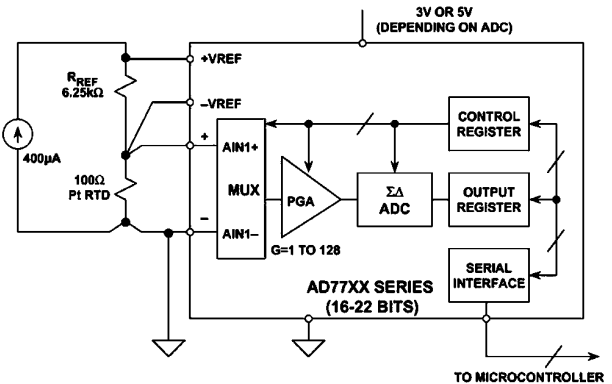 3V OR 5V
(DEPENDING ON ADC)
+VREF
RREF
6.25kΩ
–VREF
+
CONTROL
REGISTER
400µA
AIN1+
100Ω
Pt RTD
MUX
PGA
ΣΔ
ADC
OUTPUT
REGISTER
–
AIN1–
G=1 TO 128
SERIAL
INTERFACE
AD77XX SERIES
(16-22 BITS)
TO MICROCONTROLLER